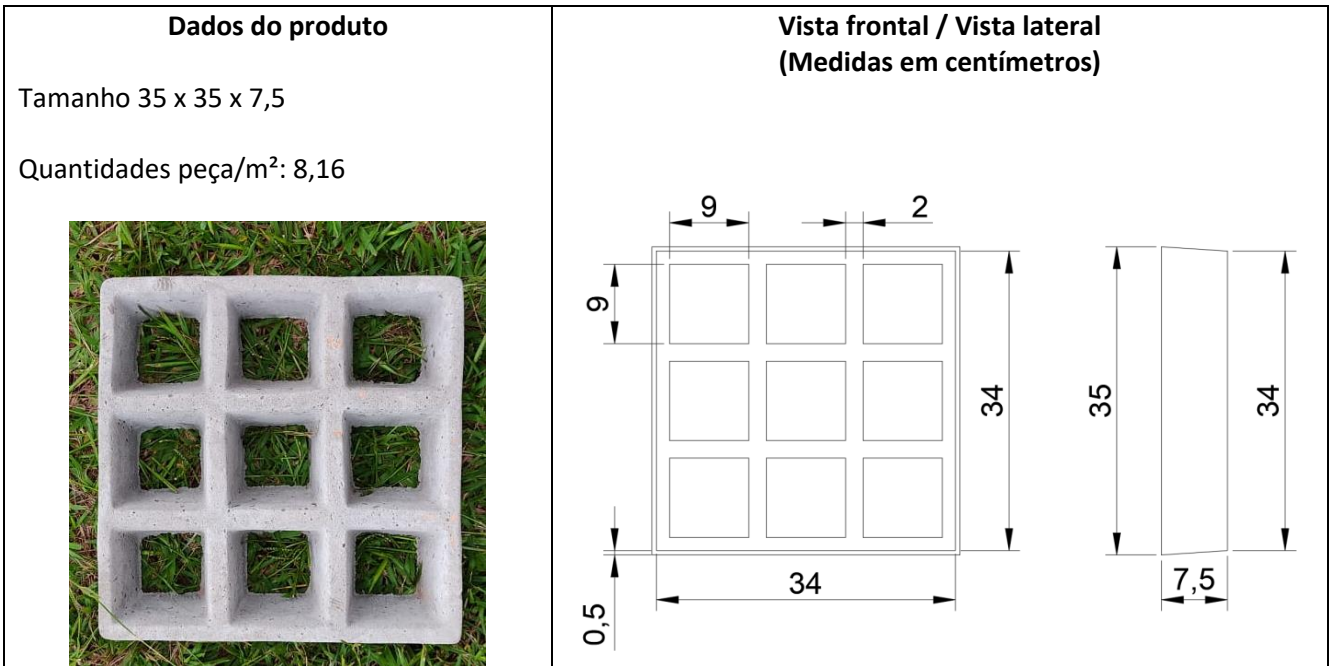 Dados do produto
Tamanho 35 x 35 x 7,5
Quantidades peça/m²: 8,16
Vista frontal / Vista lateral
(Medidas em centímetros)
9
2
9
34
34
0,5
35
34
7,5